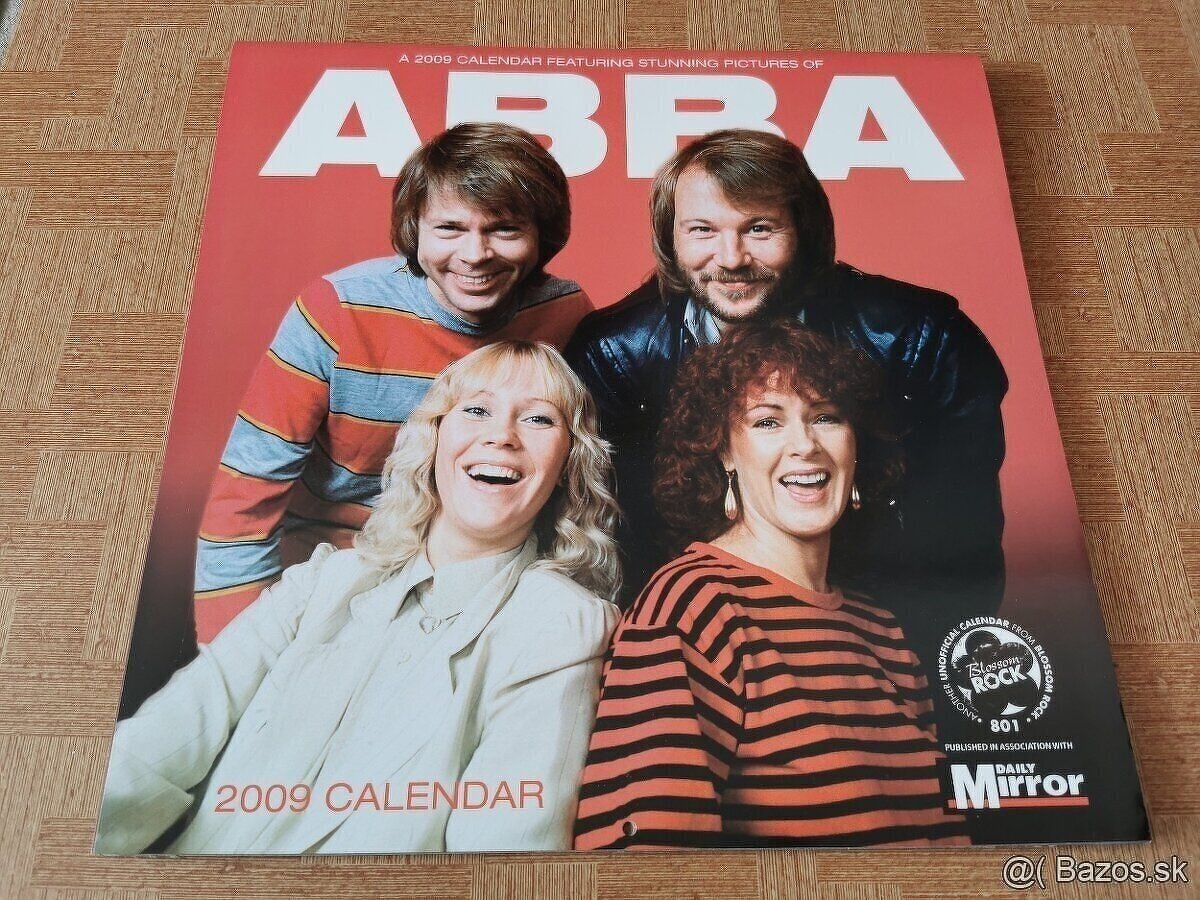 A 2009 CALENDAR FEATURING STUNNING PICTURES OF
ABBA
2009 CALENDAR
ANOTHER UNOFFICIAL CALENDAR FROM BLOSSOM ROCK
Blossom
ROCK
801
PUBLISHED IN ASSOCIATION WITH
DAILY
Mirror
@( Bazos.sk